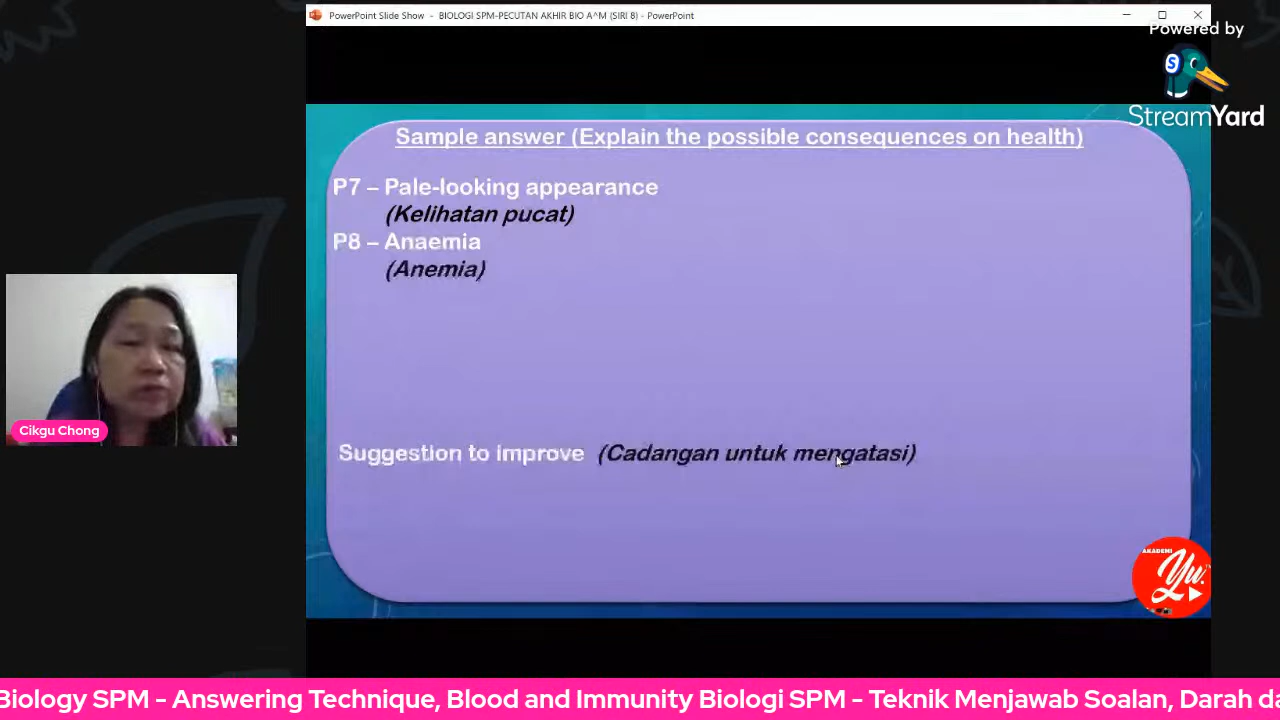 PowerPoint Slide Show - BIOLOGI SPM-PECUTAN AKHIR BIO A^M (SIRI 8) - PowerPoint
Powered by
S
StreamYard
Sample answer (Explain the possible consequences on health)
P7 – Pale-looking appearance
(Kelihatan pucat)
P8 – Anaemia
(Anemia)
Cikgu Chong
Suggestion to improve (Cadangan untuk mengatasi)
AKADEMI
Yu.
Biology SPM - Answering Technique, Blood and Immunity Biologi SPM - Teknik Menjawab Soalan, Darah da